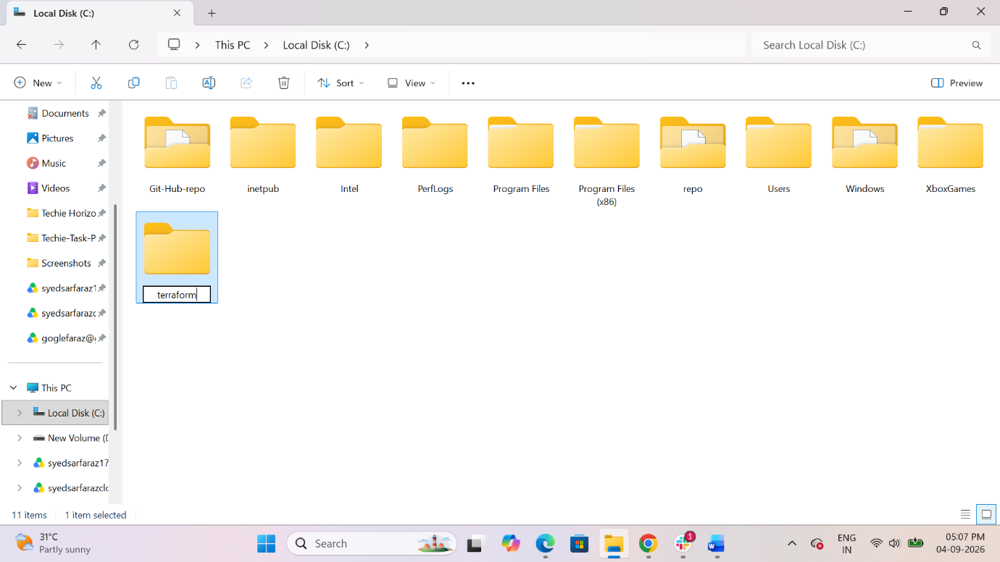 Local Disk (C:)
This PC
Local Disk (C:)
Search Local Disk (C:)
New
Sort
View
Preview
Documents
Pictures
Music
Videos
Techie Horizo
Techie-Task-P
Screenshots
syedsarfaraz1
syedsarfarazc
goglefaraz@g
This PC
Local Disk (C:)
New Volume (D
syedsarfaraz17
syedsarfarazclo
Git-Hub-repo
inetpub
Intel
PerfLogs
Program Files
Program Files
(x86)
repo
Users
Windows
XboxGames
terraform
11 items
1 item selected
31°C
Partly sunny
Search
1
ENG
IN
05:07 PM
04-09-2026